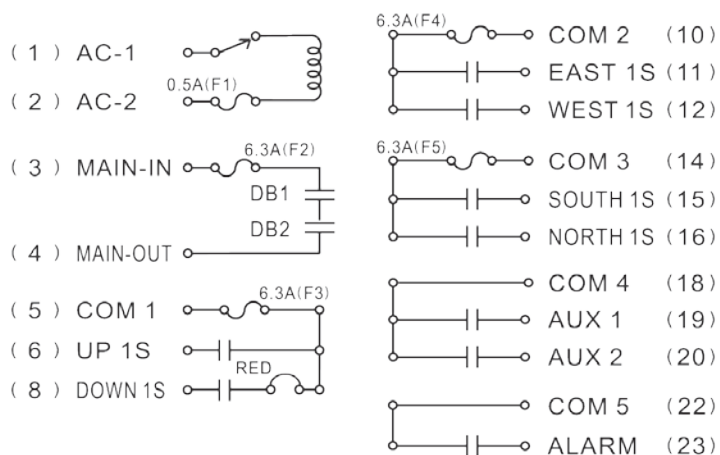 ( 1 ) AC-1
0.5A(F1)
( 2 ) AC-2
6.3A(F2)
( 3 ) MAIN-IN
DB1
DB2
( 4 ) MAIN-OUT
6.3A(F3)
( 5 ) COM 1
( 6 ) UP 1S
RED
( 8 ) DOWN 1S
6.3A(F4)
COM 2 (10)
EAST 1S (11)
WEST 1S (12)
6.3A(F5)
COM 3 (14)
SOUTH 1S (15)
NORTH 1S (16)
COM 4 (18)
AUX 1 (19)
AUX 2 (20)
COM 5 (22)
ALARM (23)